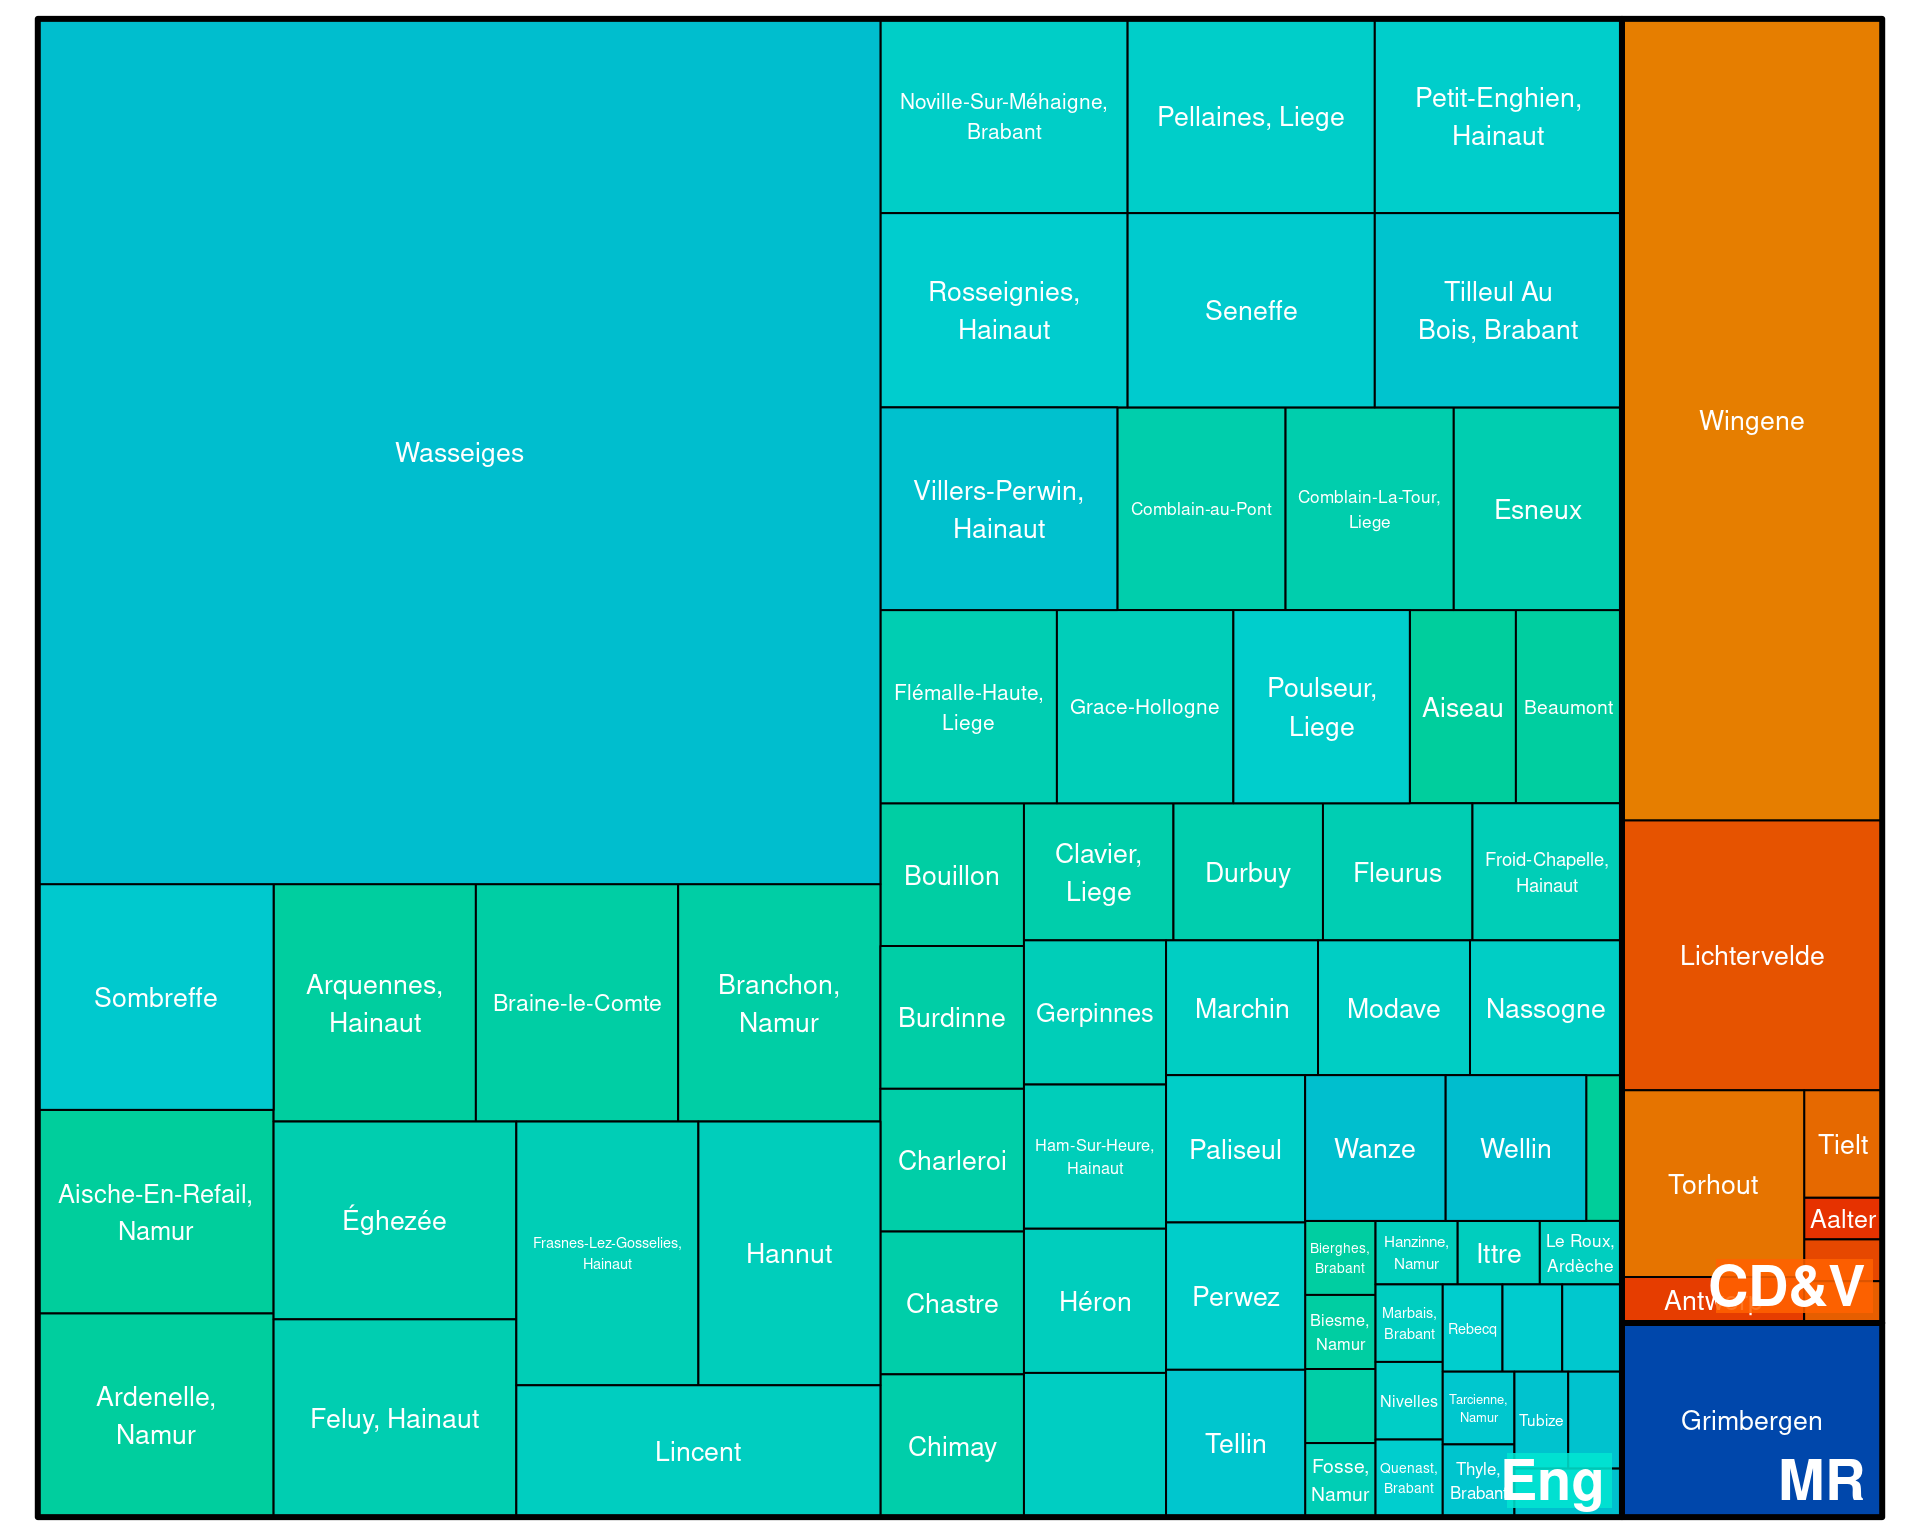 Wasseiges
Noville-Sur-Méhaigne,
Brabant
Pellaines, Liege
Petit-Enghien,
Hainaut
Rosseignies,
Hainaut
Seneffe
Tilleul Au
Bois, Brabant
Villers-Perwin,
Hainaut
Comblain-au-Pont
Comblain-La-Tour,
Liege
Esneux
Flémalle-Haute,
Liege
Grace-Hollogne
Poulseur,
Liege
Aiseau
Beaumont
Bouillon
Clavier,
Liege
Durbuy
Fleurus
Froid-Chapelle,
Hainaut
Sombreffe
Arquennes,
Hainaut
Braine-le-Comte
Branchon,
Namur
Burdinne
Gerpinnes
Marchin
Modave
Nassogne
Aische-En-Refail,
Namur
Éghezée
Frasnes-Lez-Gosselies,
Hainaut
Hannut
Charleroi
Ham-Sur-Heure,
Hainaut
Paliseul
Wanze
Wellin
Ardenelle,
Namur
Feluy, Hainaut
Lincent
Chastre
Héron
Perwez
Bierghes,
Brabant
Hanzinne,
Namur
Ittre
Le Roux,
Ardèche
Biesme,
Namur
Marbais,
Brabant
Rebecq
Chimay
Tellin
Nivelles
Tarcienne,
Namur
Tubize
Fosse,
Namur
Quenast,
Brabant
Thyle,
Brabant
Eng
Wingene
Lichtervelde
Torhout
Tielt
Aalter
Antwerp
CD&V
Grimbergen
MR